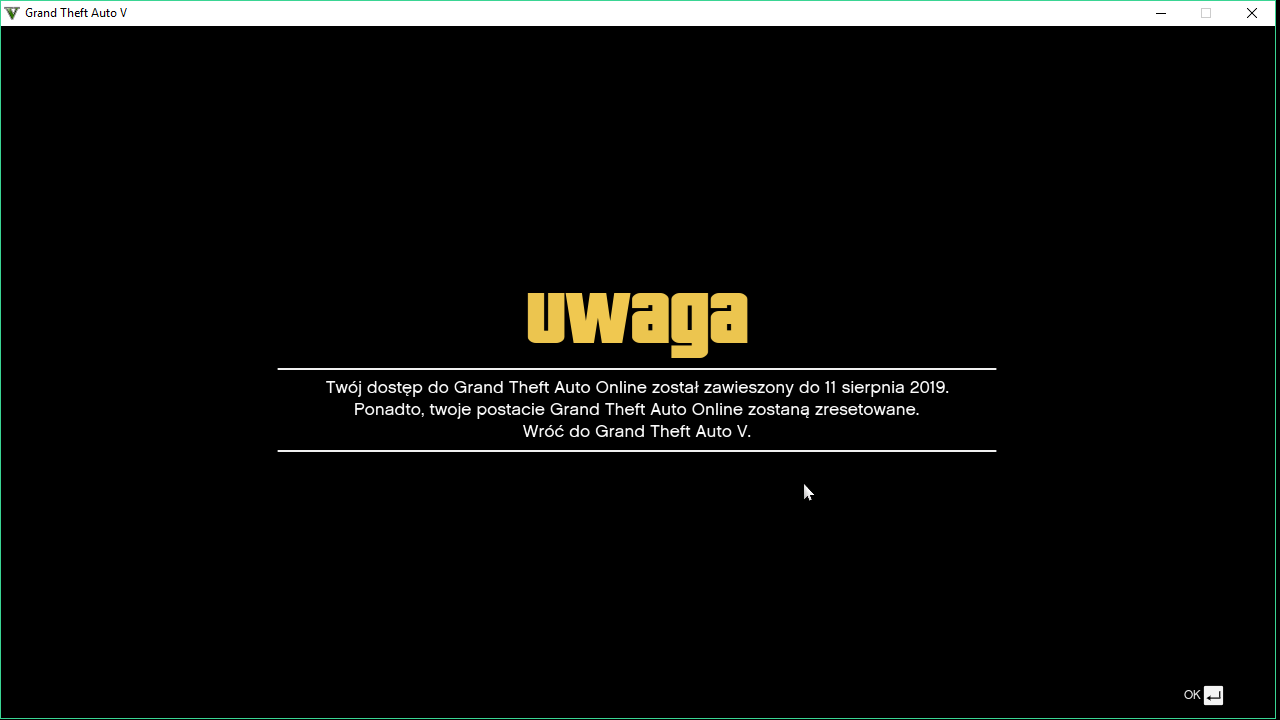 Grand Theft Auto V
uwaga
Twój dostęp do Grand Theft Auto Online został zawieszony do 11 sierpnia 2019.
Ponadto, twoje postacie Grand Theft Auto Online zostaną zresetowane.
Wróć do Grand Theft Auto V.
OK